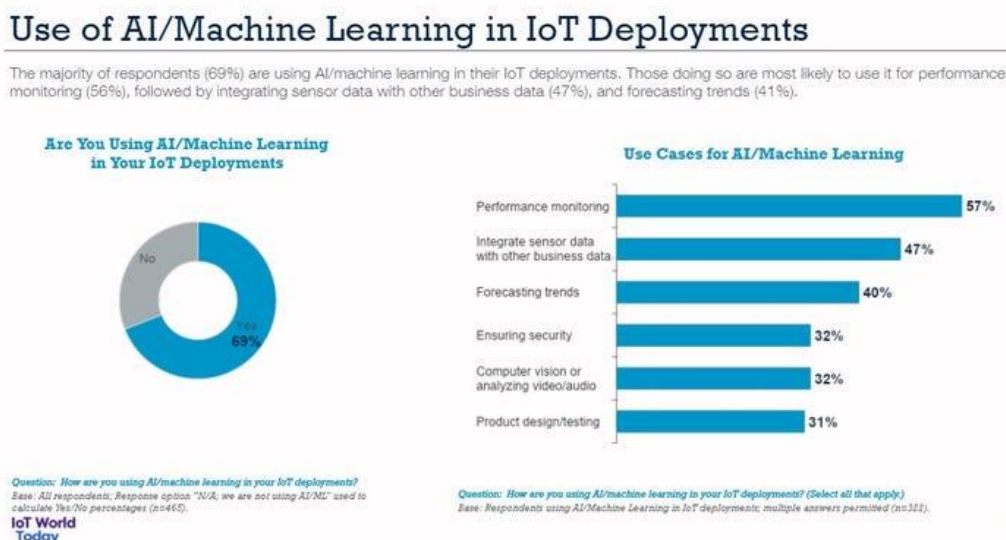 Use of AI/Machine Learning in IoT Deployments
The majority of respondents (69%) are using AI/machine learning in their IoT deployments. Those doing so are most likely to use it for performance
monitoring (56%), followed by integrating sensor data with other business data (47%), and forecasting trends (41%).
Are You Using AI/Machine Learning
in Your IoT Deployments
No
Yes
69%
Use Cases for AI/Machine Learning
Performance monitoring
57%
Integrate sensor data
with other business data
47%
Forecasting trends
40%
Ensuring security
32%
Computer vision or
analyzing video/audio
32%
Product design/testing
31%
Question: How are you using AI/machine learning in your IoT deployments?
Base: All respondents; Response option "N/A; we are not using AI/ML" used to
calculate Yes/No percentages (n=465).
Question: How are you using AI/machine learning in your IoT deployments? (Select all that apply.)
Base: Respondents using AI/Machine Learning in IoT deployments; multiple answers permitted (n=322).
IoT World
Today